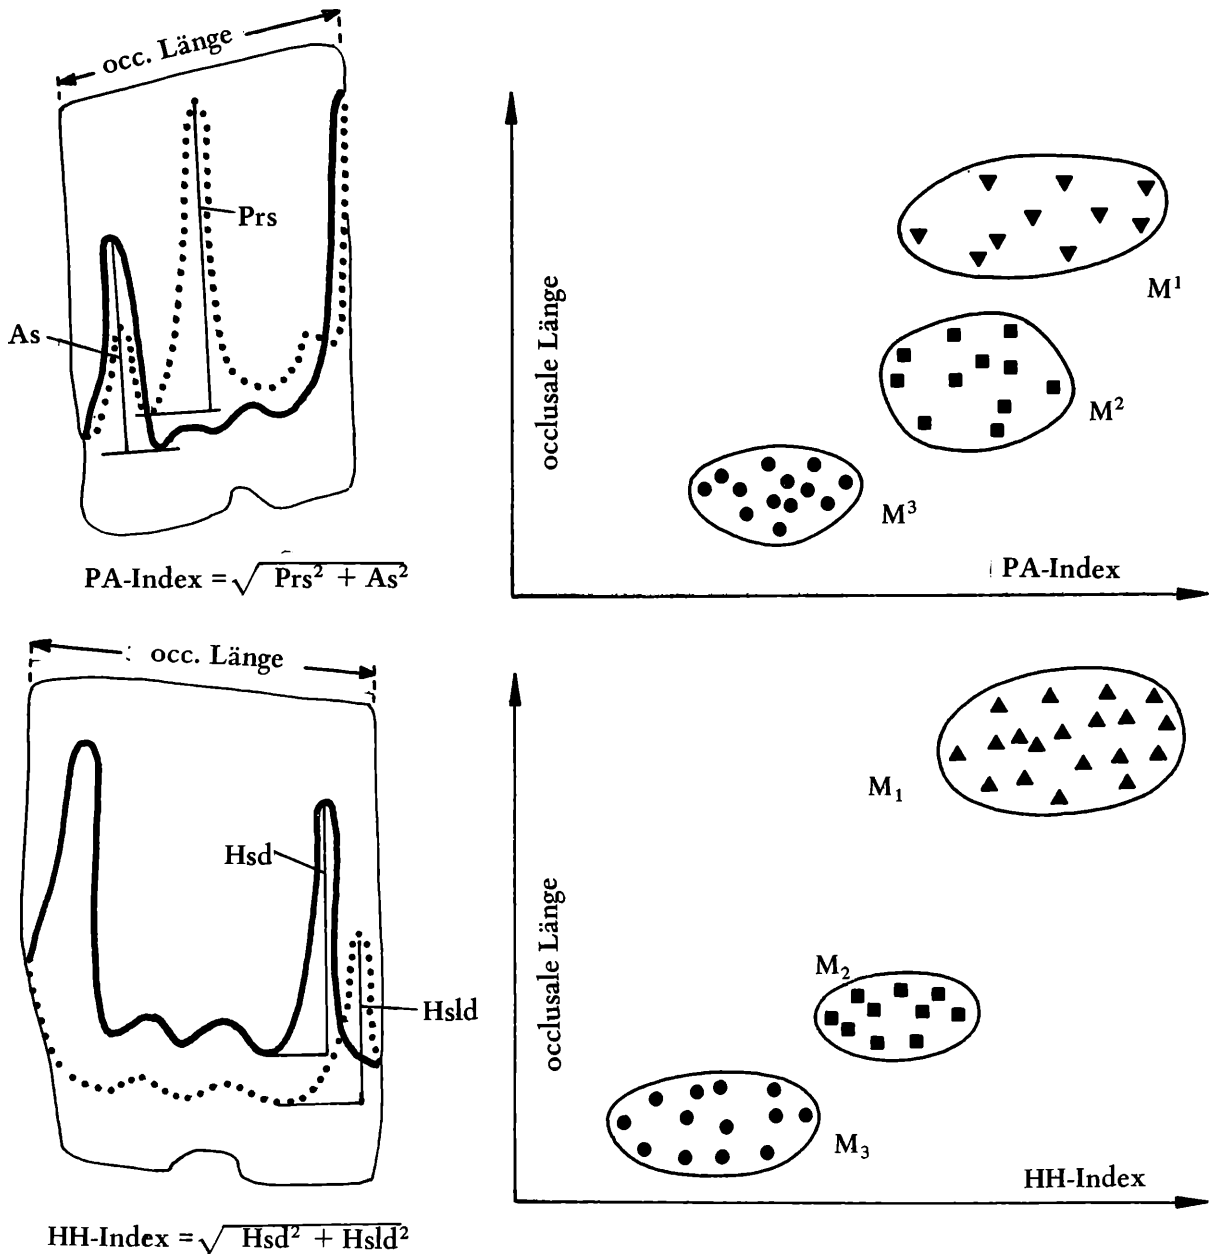 occ. Länge
Prs
As
PA-Index = √Prs² + As²
occlusale Länge
M¹
M²
M³
PA-Index
occ. Länge
Hsd
Hsld
HH-Index = √Hsd² + Hsld²
occlusale Länge
M₁
M₂
M₃
HH-Index